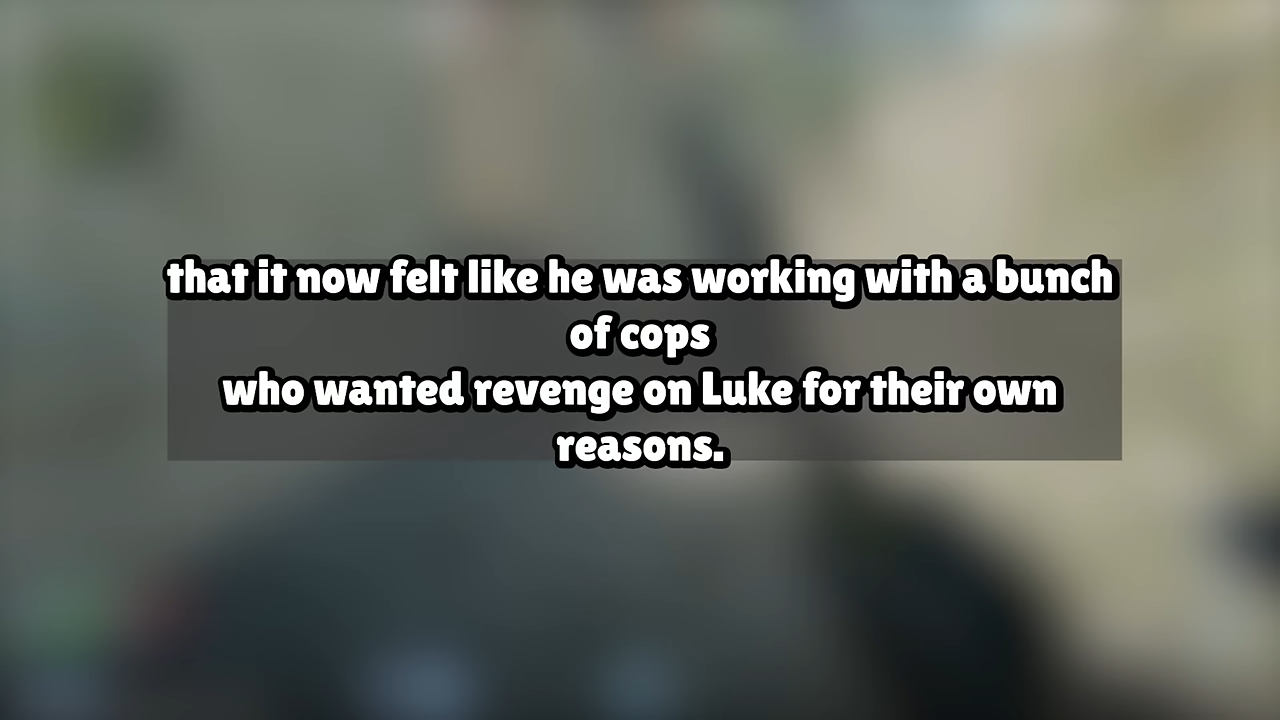 that it now felt like he was working with a bunch
of cops
who wanted revenge on Luke for their own
reasons.